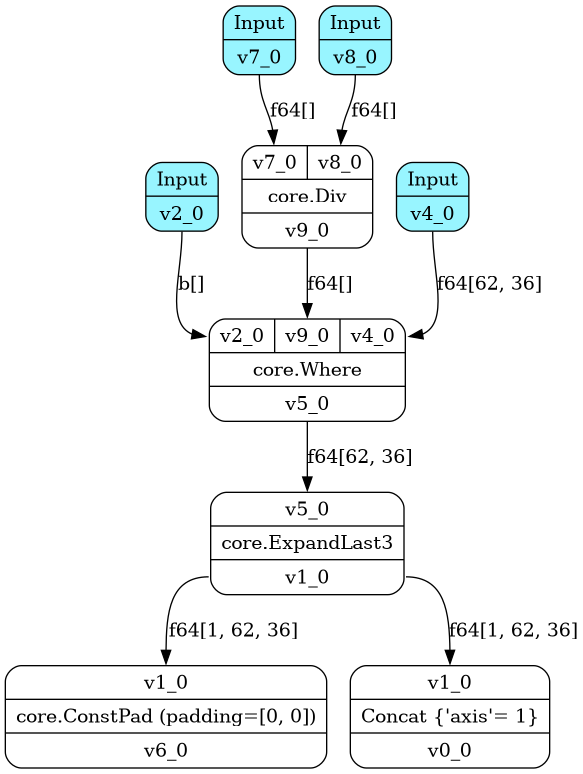 Input
v7_0
Input
v8_0
f64[]
f64[]
v7_0
v8_0
core.Div
v9_0
Input
v2_0
Input
v4_0
b[]
f64[]
f64[62, 36]
v2_0
v9_0
v4_0
core.Where
v5_0
f64[62, 36]
v5_0
core.ExpandLast3
v1_0
f64[1, 62, 36]
f64[1, 62, 36]
v1_0
core.ConstPad (padding=[0, 0])
v6_0
v1_0
Concat {'axis'= 1}
v0_0